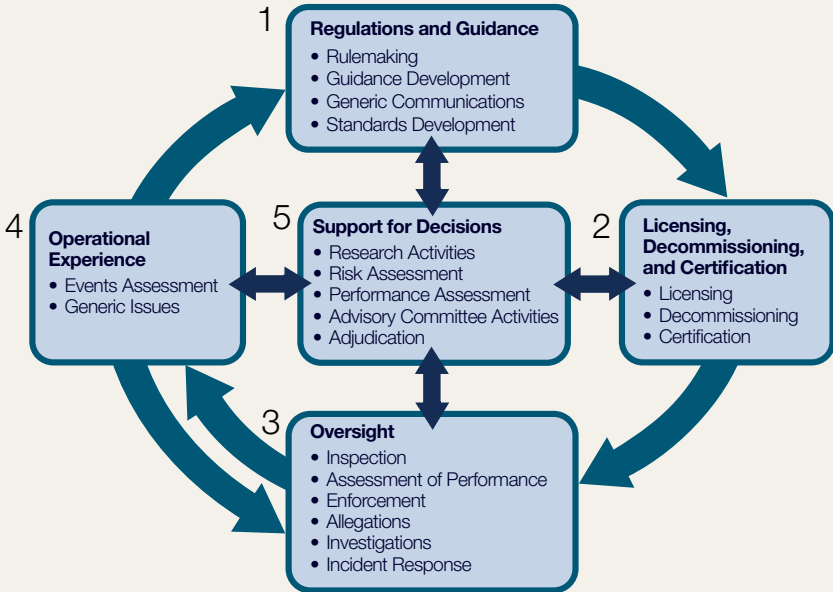 1
Regulations and Guidance
• Rulemaking
• Guidance Development
• Generic Communications
• Standards Development
2
Licensing,
Decommissioning,
and Certification
• Licensing
• Decommissioning
• Certification
3
Oversight
• Inspection
• Assessment of Performance
• Enforcement
• Allegations
• Investigations
• Incident Response
4
Operational
Experience
• Events Assessment
• Generic Issues
5
Support for Decisions
• Research Activities
• Risk Assessment
• Performance Assessment
• Advisory Committee Activities
• Adjudication